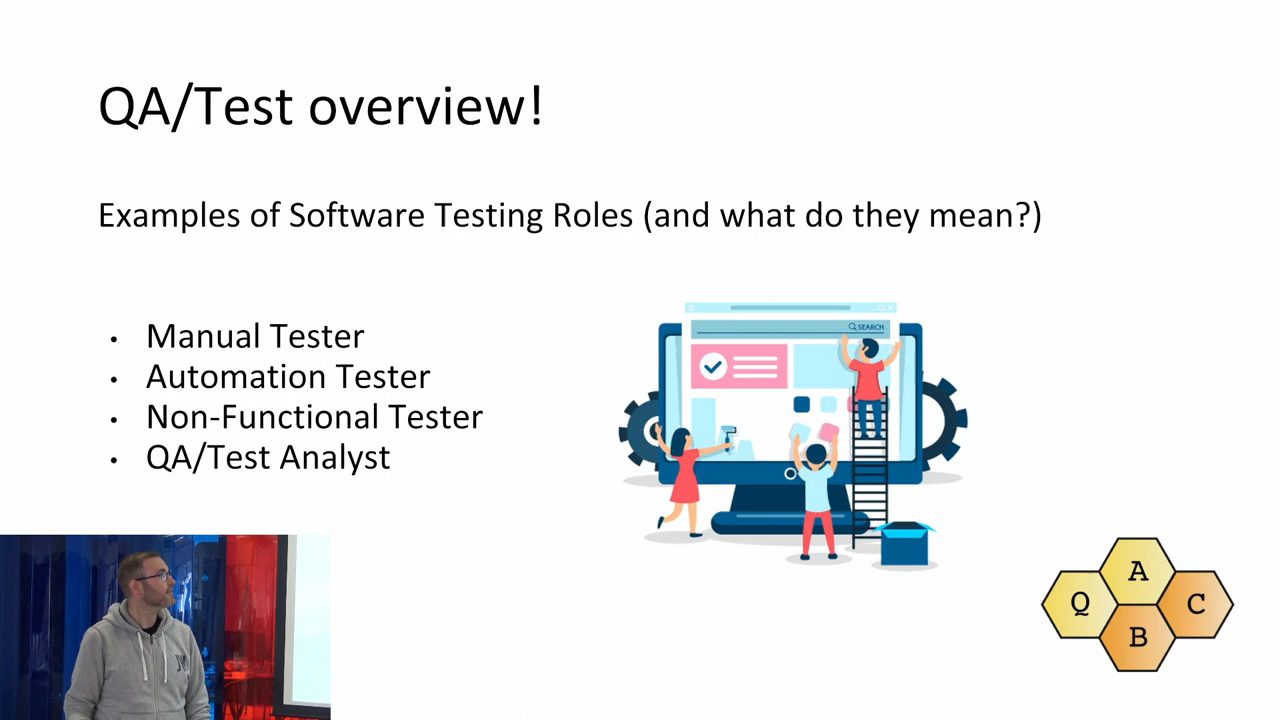 QA/Test overview!
Examples of Software Testing Roles (and what do they mean?)
• Manual Tester
• Automation Tester
• Non-Functional Tester
• QA/Test Analyst
SEARCH
A
Q
C
B